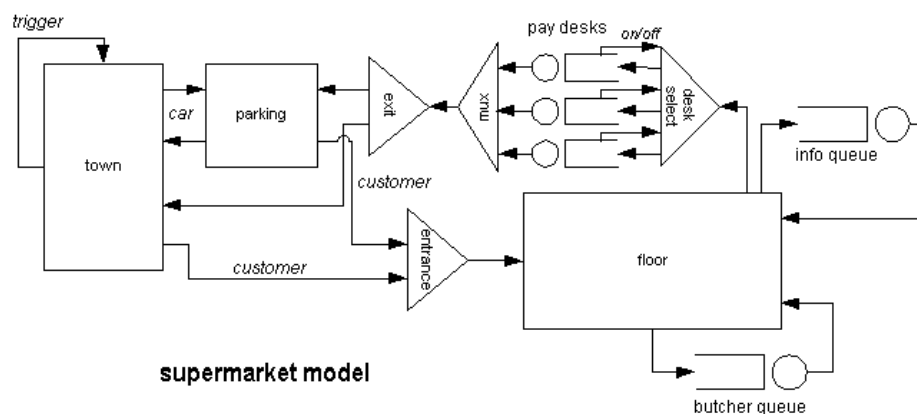 trigger
pay desks
on/off
car
parking
exit
mux
desk
select
info queue
town
customer
entrance
customer
floor
supermarket model
butcher queue